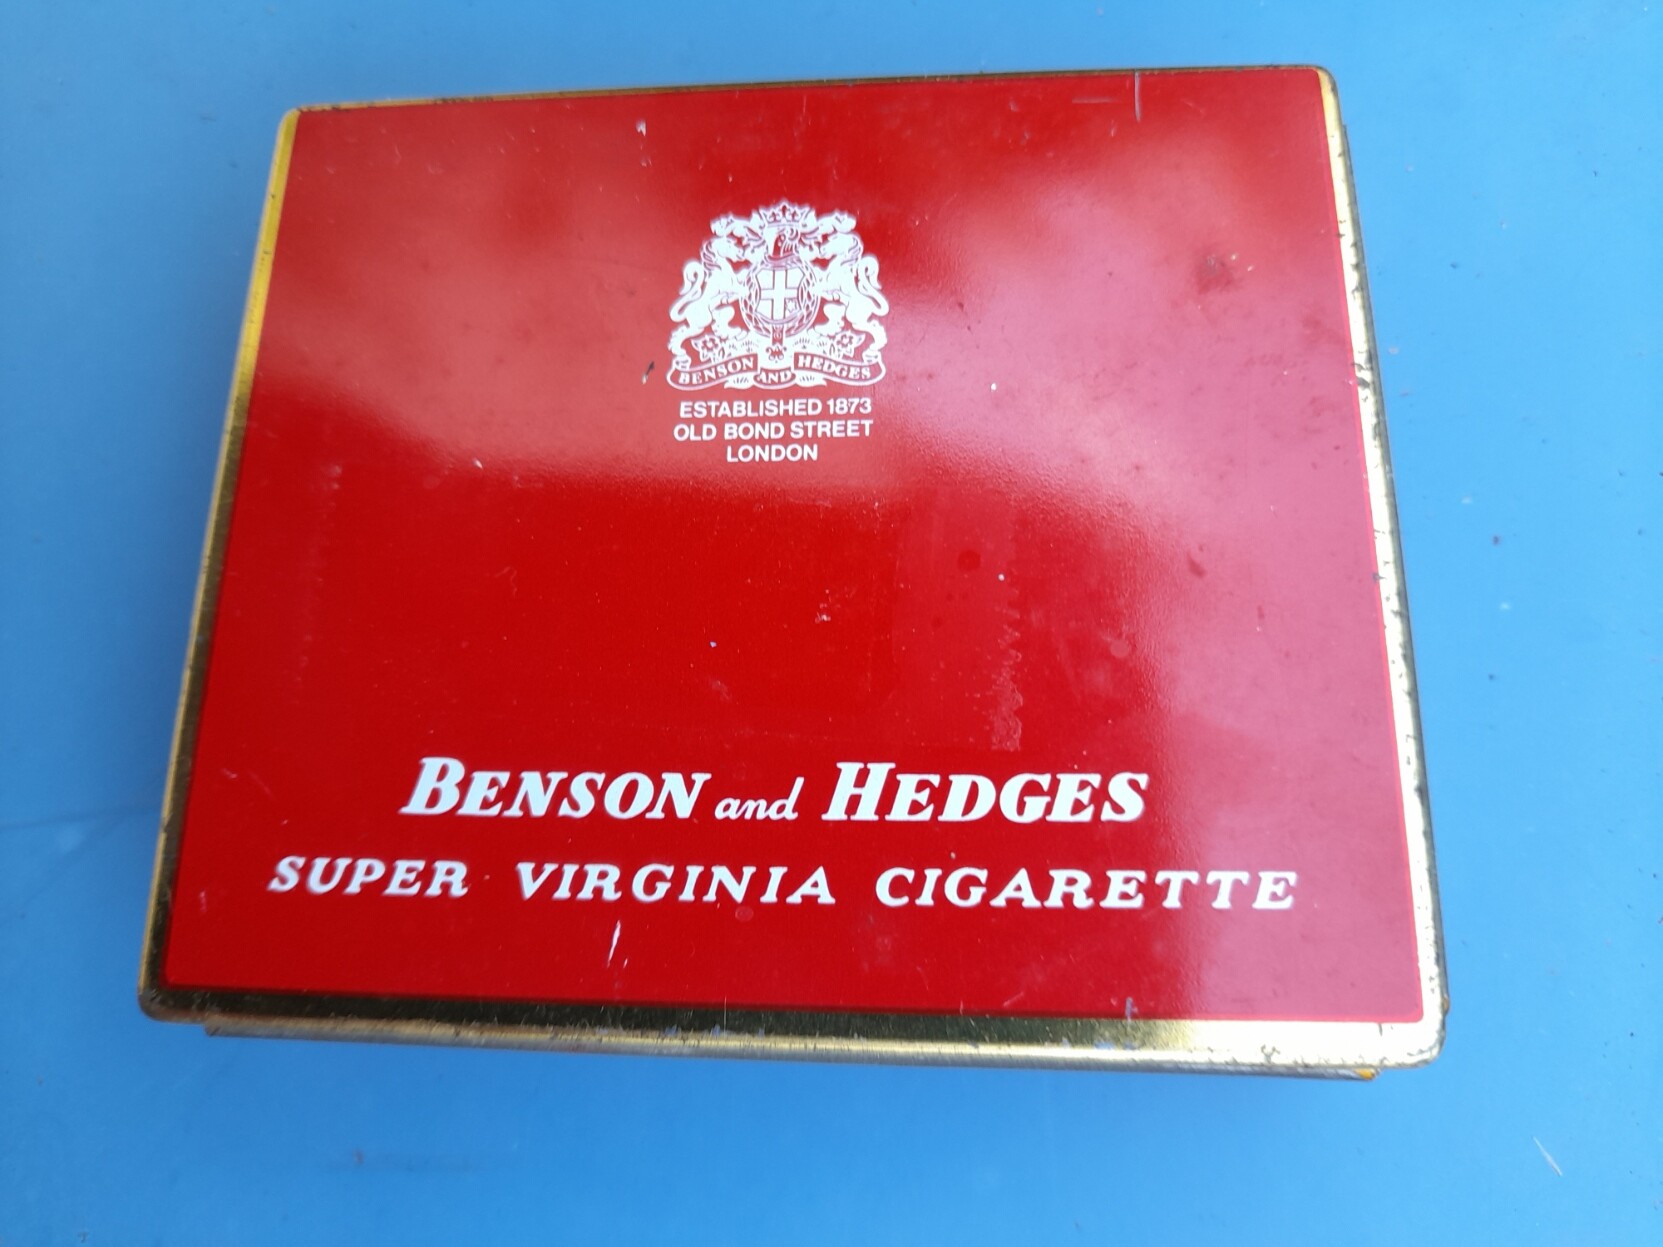 BENSON AND HEDGES
ESTABLISHED 1873
OLD BOND STREET
LONDON
BENSON and HEDGES
SUPER VIRGINIA CIGARETTE